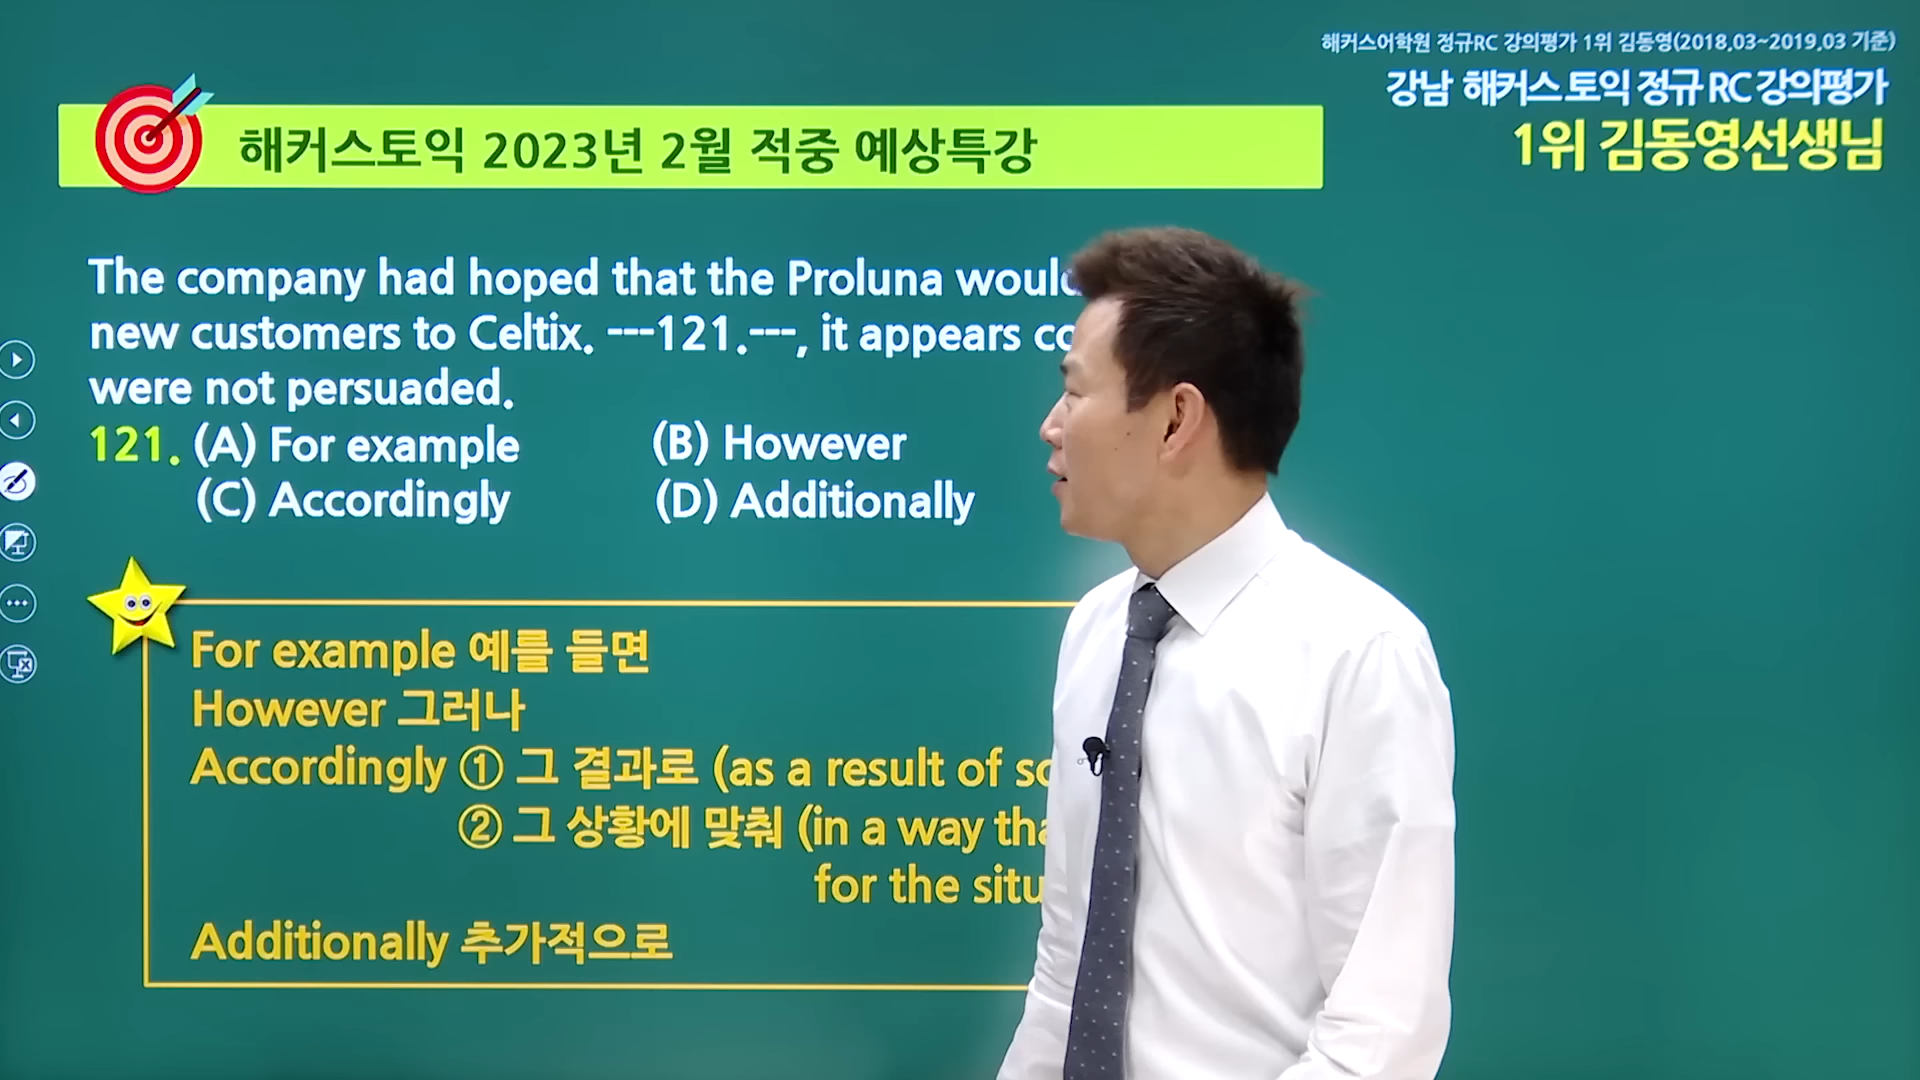 해커스어학원 정규RC 강의평가 1위 김동영(2018.03~2019.03 기준)
강남 해커스 토익 정규 RC 강의평가
1위 김동영선생님
해커스토익 2023년 2월 적중 예상특강
The company had hoped that the Proluna would
new customers to Celtix. ---121.---, it appears
were not persuaded.
121. (A) For example (B) However
(C) Accordingly (D) Additionally
For example 예를 들면
However 그러나
Accordingly ① 그 결과로 (as a result of
② 그 상황에 맞춰 (in a way
for the
Additionally 추가적으로